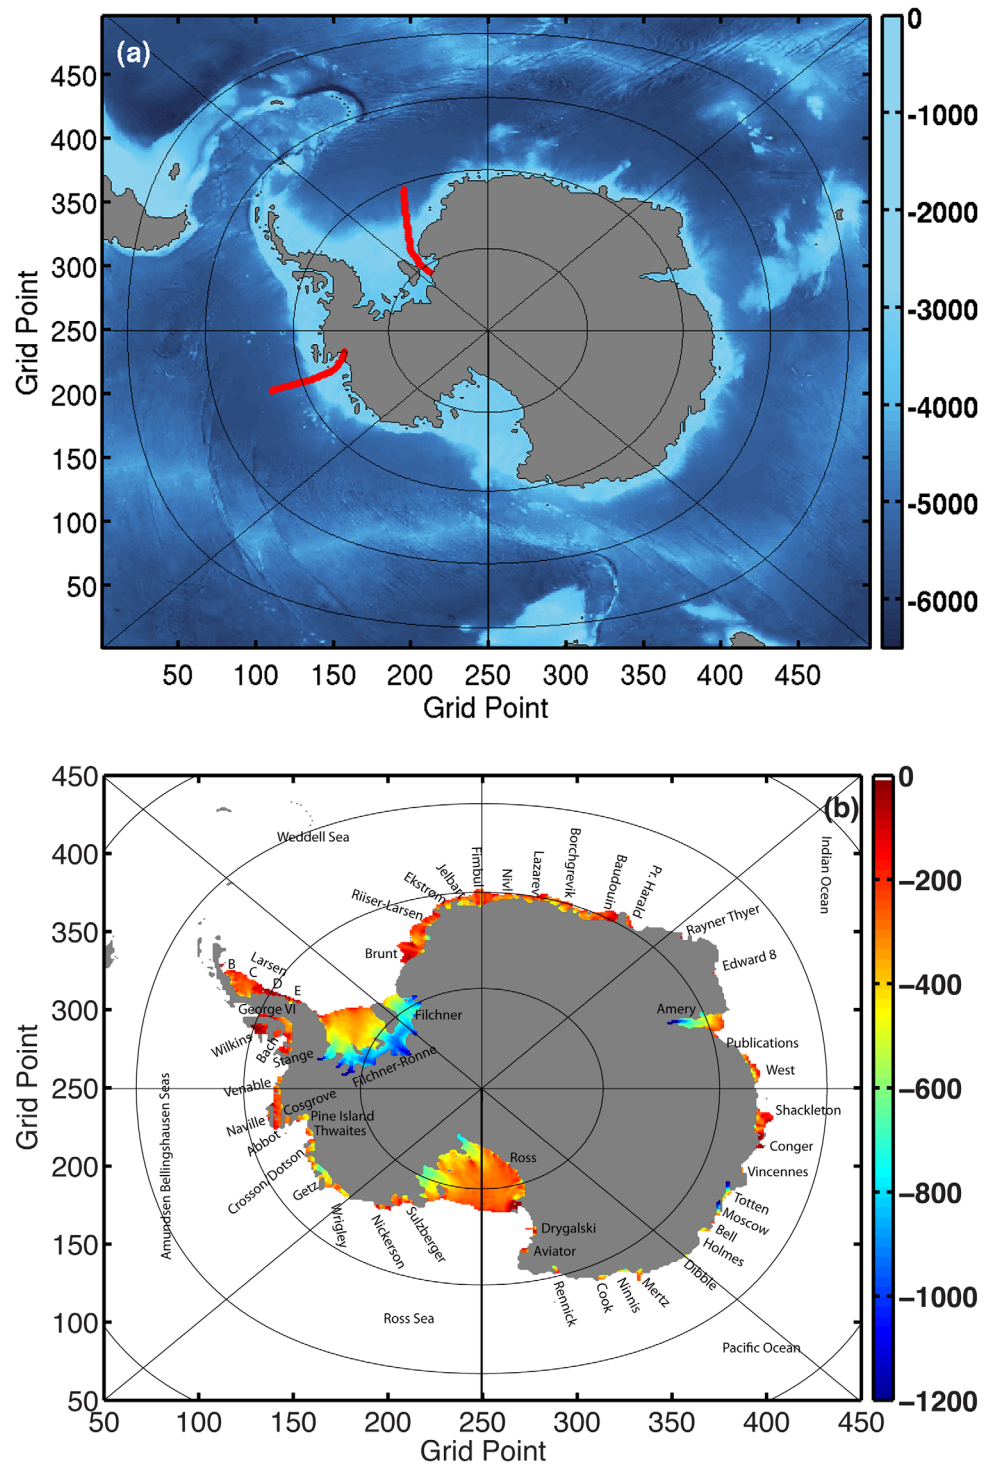 (a)
0
-1000
-2000
-3000
-4000
-5000
-6000
450
400
350
300
250
200
150
100
50
Grid Point
50
100
150
200
250
300
350
400
450
Grid Point
(b)
0
−200
−400
−600
−800
−1000
−1200
450
400
350
300
250
200
150
100
50
Grid Point
Weddell Sea
Indian Ocean
Riiser-Larsen
Ekstrøm
Jelbart
Fimbul
Nivl
Lazarev
Borchgrevik
Baudouin
Pr. Harald
Rayner Thyer
Edward 8
Brunt
Larsen
B
C
D
E
George VI
Wilkins
Bach
Stange
Filchner
Filchner-Ronne
Amery
Publications
West
Shackleton
Conger
Vincennes
Totten
Moscow
Bell
Holmes
Dibble
Venable
Cosgrove
Naville
Abbot
Pine Island
Thwaites
Crosson
Dotson
Getz
Wrigley
Nickerson
Sulzberger
Ross
Drygalski
Aviator
Rennick
Cook
Ninnis
Mertz
Amundsen Bellingshausen Seas
Ross Sea
Pacific Ocean
50
100
150
200
250
300
350
400
450
Grid Point